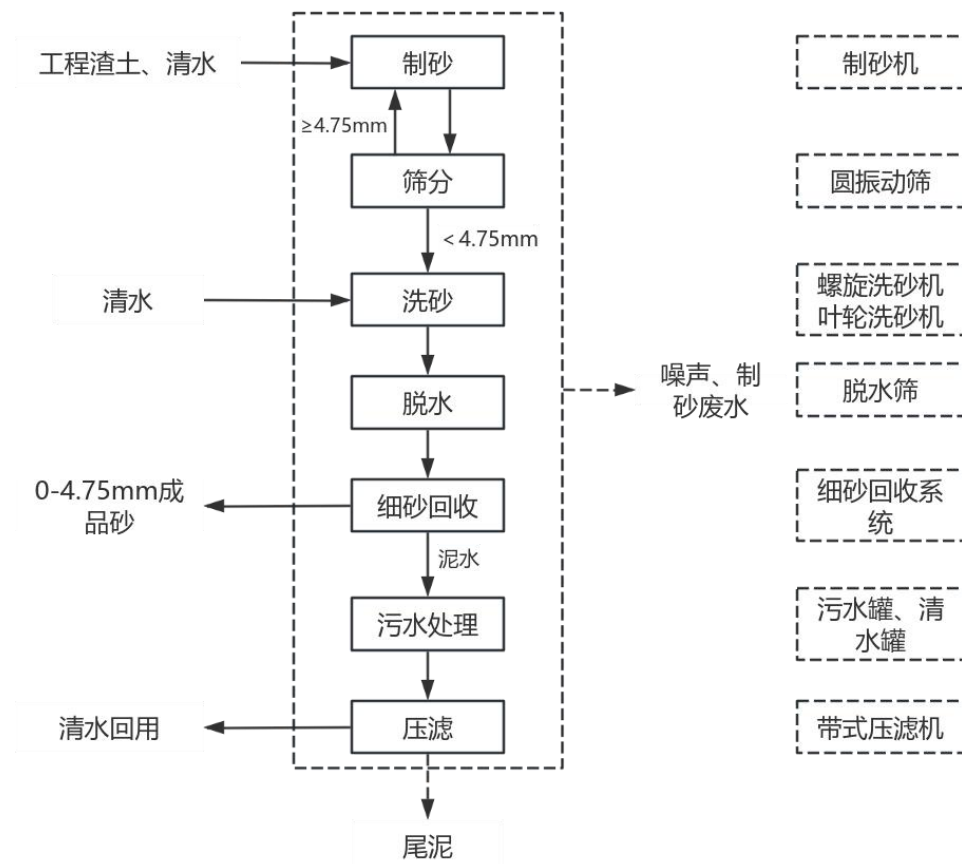 工程渣土、清水
制砂
制砂机
≥4.75mm
筛分
圆振动筛
＜4.75mm
清水
洗砂
螺旋洗砂机
叶轮洗砂机
脱水
噪声、制
砂废水
脱水筛
0-4.75mm成
品砂
细砂回收
细砂回收系
统
泥水
污水处理
污水罐、清
水罐
清水回用
压滤
带式压滤机
尾泥